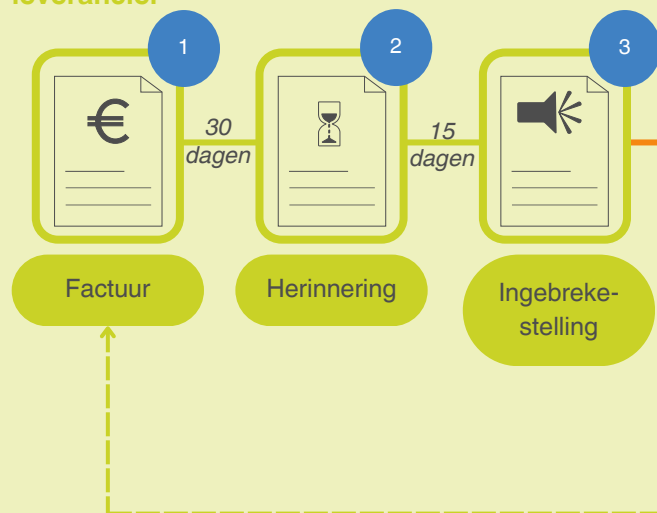 1
2
3
30
dagen
15
dagen
Factuur
Herinnering
Ingebreke-
stelling